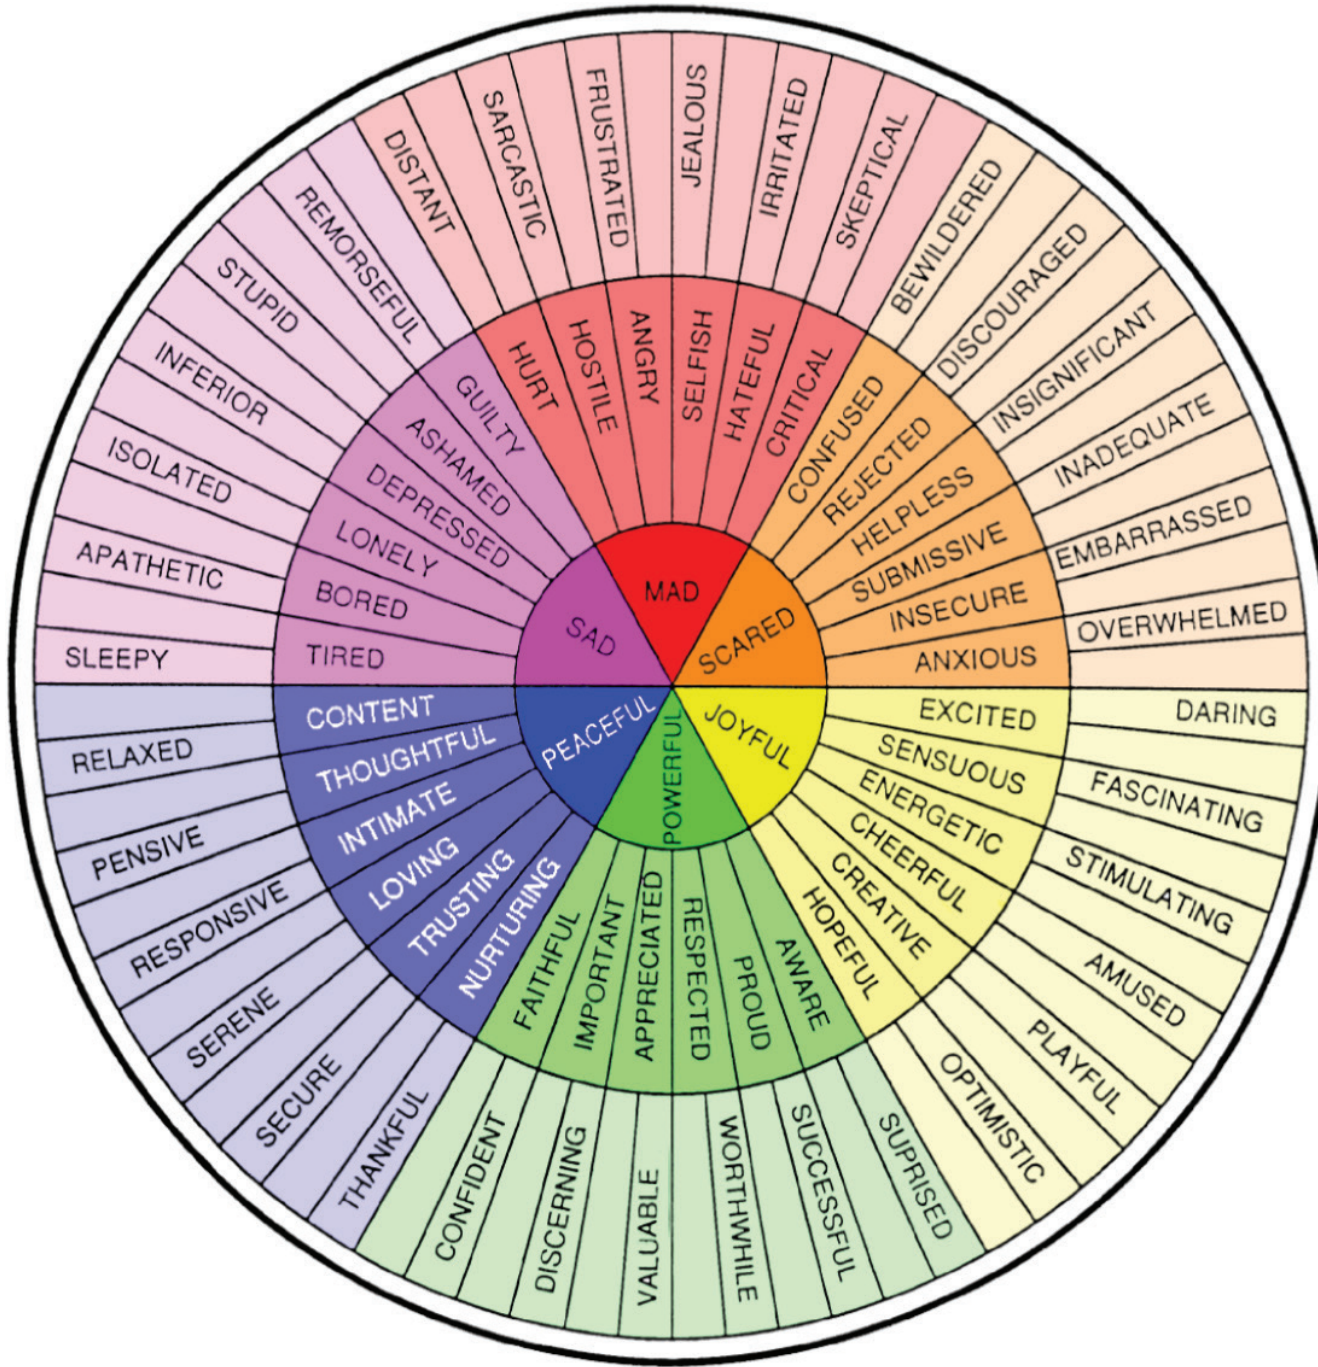 MAD
SCARED
JOYFUL
POWERFUL
PEACEFUL
SAD
HURT
HOSTILE
ANGRY
SELFISH
HATEFUL
CRITICAL
CONFUSED
REJECTED
HELPLESS
SUBMISSIVE
INSECURE
ANXIOUS
EXCITED
SENSUOUS
ENERGETIC
CHEERFUL
CREATIVE
HOPEFUL
AWARE
PROUD
RESPECTED
APPRECIATED
IMPORTANT
FAITHFUL
NURTURING
TRUSTING
LOVING
INTIMATE
THOUGHTFUL
CONTENT
TIRED
BORED
LONELY
DEPRESSED
ASHAMED
GUILTY
DISTANT
SARCASTIC
FRUSTRATED
JEALOUS
IRRITATED
SKEPTICAL
BEWILDERED
DISCOURAGED
INSIGNIFICANT
INADEQUATE
EMBARRASSED
OVERWHELMED
DARING
FASCINATING
STIMULATING
AMUSED
PLAYFUL
OPTIMISTIC
SUPRISED
SUCCESSFUL
WORTHWHILE
VALUABLE
DISCERNING
CONFIDENT
THANKFUL
SECURE
SERENE
RESPONSIVE
PENSIVE
RELAXED
SLEEPY
APATHETIC
ISOLATED
INFERIOR
STUPID
REMORSEFUL